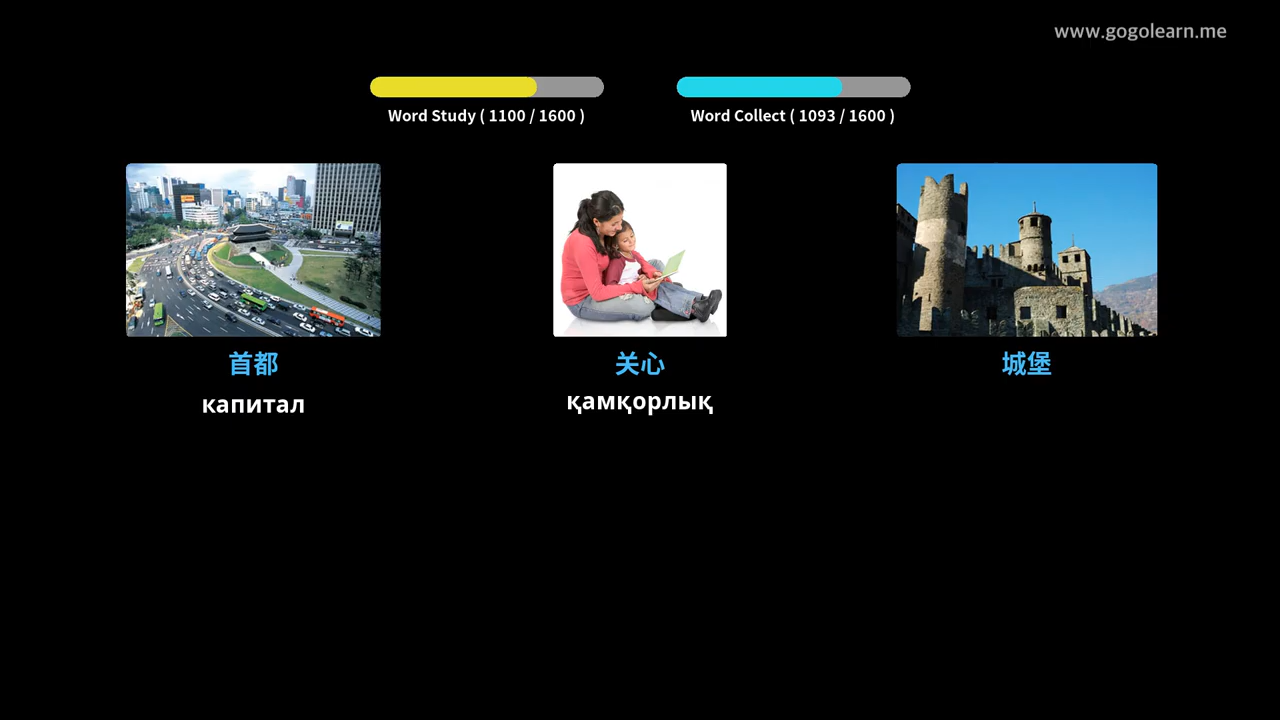 www.gogolearn.me
Word Study ( 1100 / 1600 )
Word Collect ( 1093 / 1600 )
首都
关心
城堡
капитал
қамқорлық